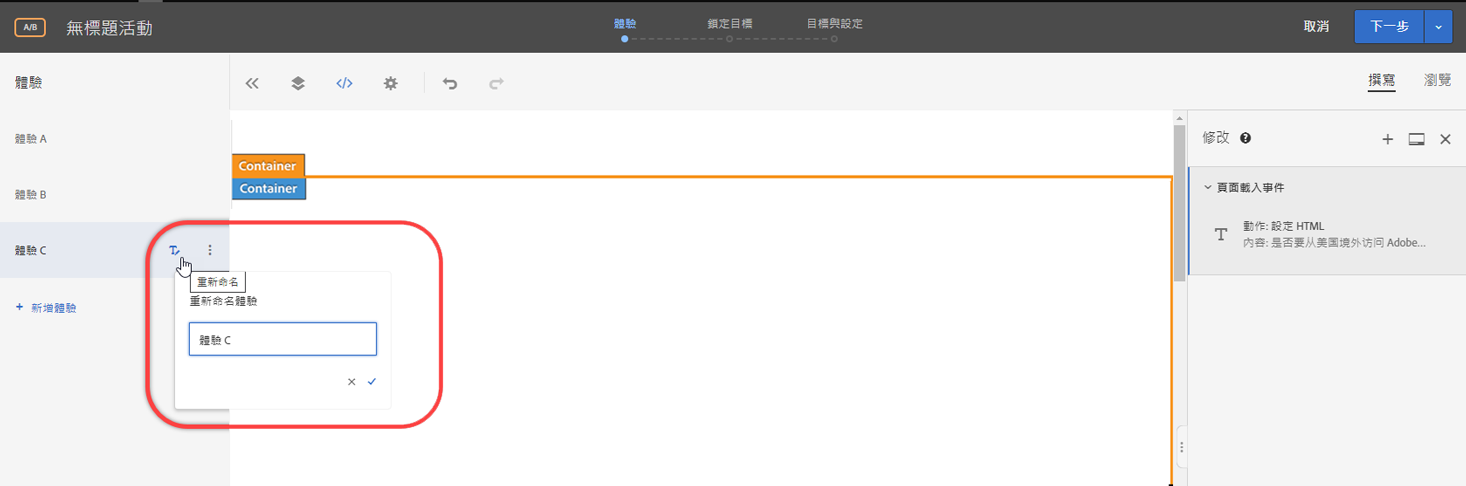 A/B
無標題活動
體驗
鎖定目標
目標與設定
取消
下一步
體驗
撰寫
瀏覽
體驗 A
體驗 B
體驗 C
+ 新增體驗
Container
Container
重新命名
重新命名體驗
體驗 C
修改
頁面載入事件
動作: 設定 HTML
内容: 是否要从美国境外访问 Adobe...